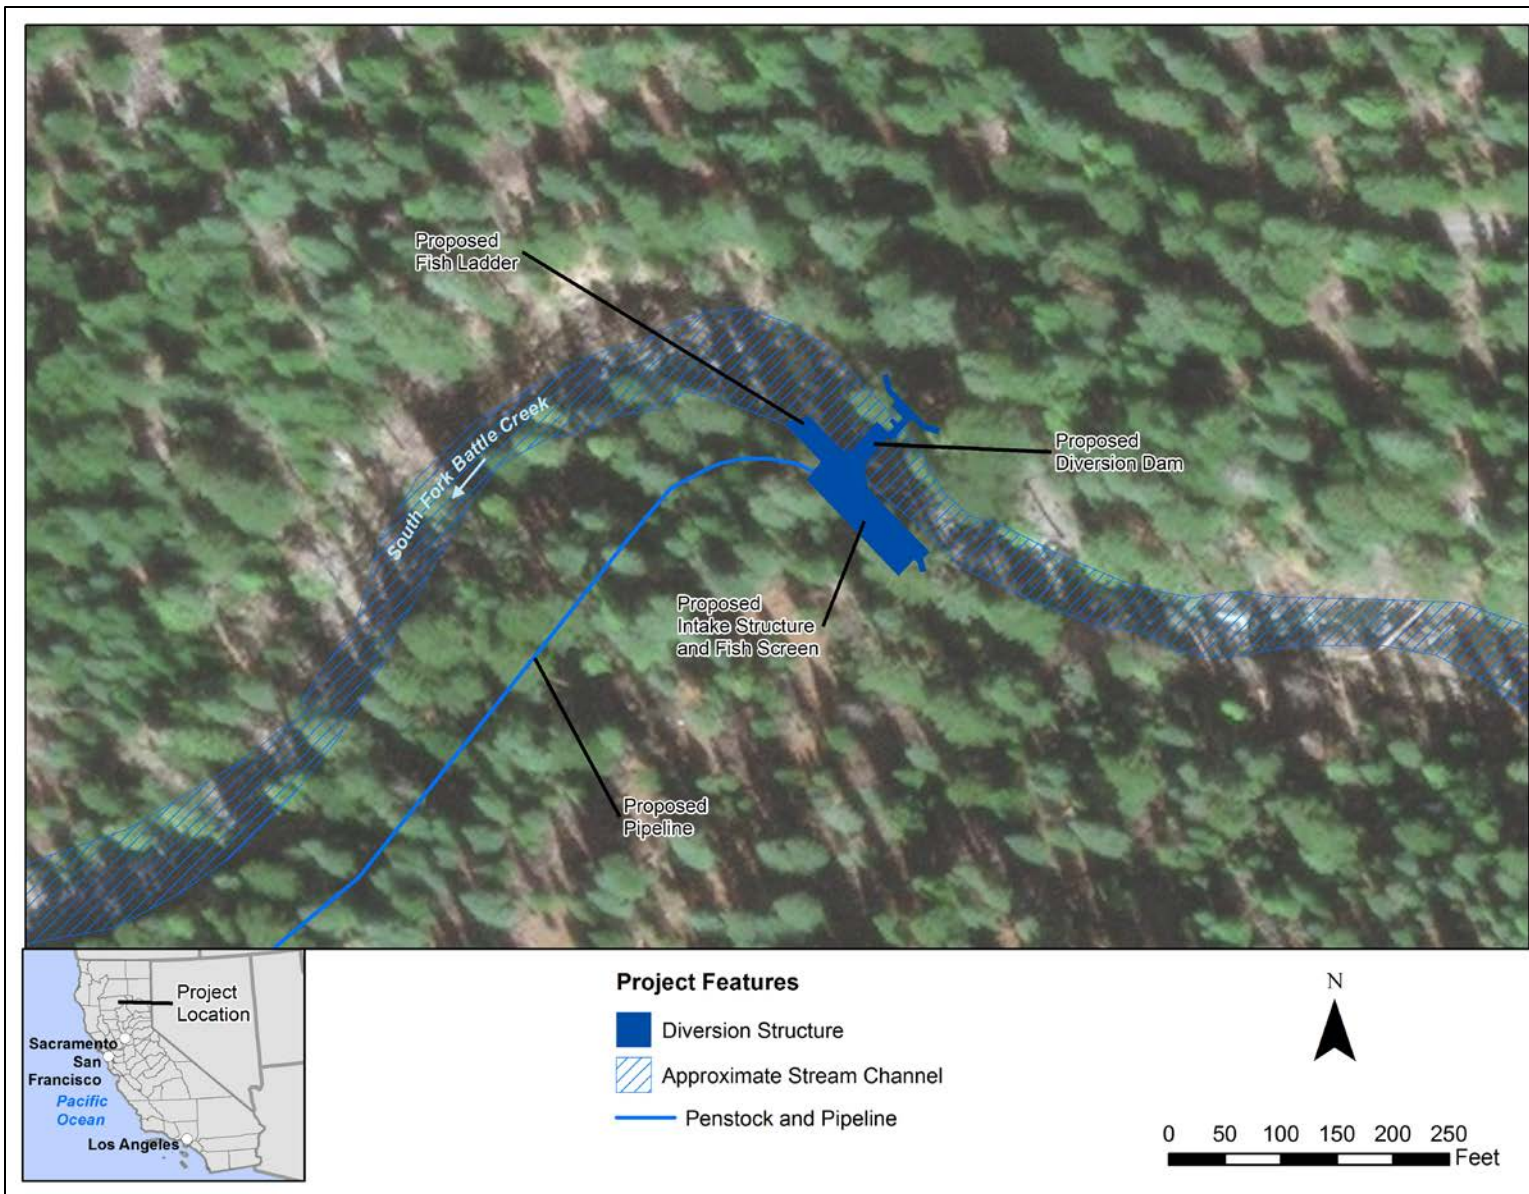 Proposed
Fish Ladder
South Fork Battle Creek
Proposed
Diversion Dam
Proposed
Intake Structure
and Fish Screen
Proposed
Pipeline
Project
Location
Sacramento
San
Francisco
Pacific
Ocean
Los Angeles
Project Features
Diversion Structure
Approximate Stream Channel
Penstock and Pipeline
N
0 50 100 150 200 250
Feet